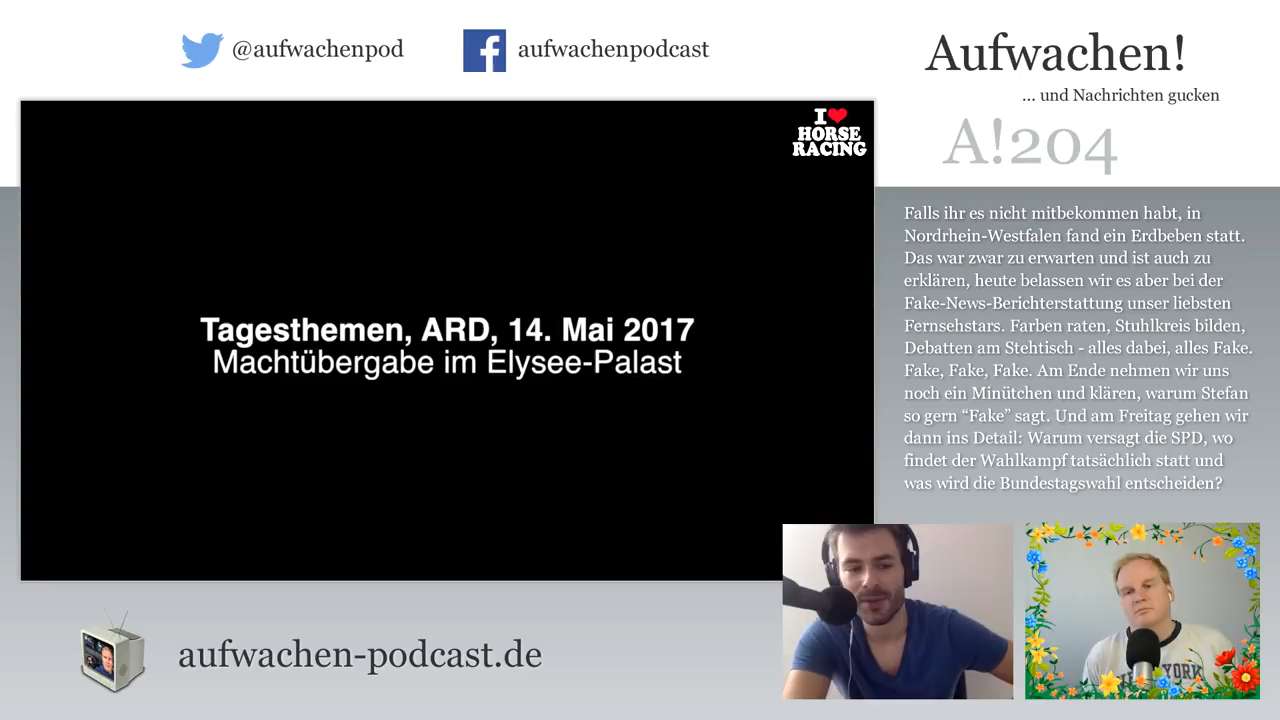 @aufwachenpod
aufwachenpodcast
Aufwachen!
... und Nachrichten gucken
A!204
I
HORSE
RACING
Tagesthemen, ARD, 14. Mai 2017
Machtübergabe im Elysee-Palast
Falls ihr es nicht mitbekommen habt, in
Nordrhein-Westfalen fand ein Erdbeben statt.
Das war zwar zu erwarten und ist auch zu
erklären, heute belassen wir es aber bei der
Fake-News-Berichterstattung unser liebsten
Fernsehstars. Farben raten, Stuhlkreis bilden,
Debatten am Stehtisch - alles dabei, alles Fake.
Fake, Fake, Fake. Am Ende nehmen wir uns
noch ein Minütchen und klären, warum Stefan
so gern “Fake” sagt. Und am Freitag gehen wir
dann ins Detail: Warum versagt die SPD, wo
findet der Wahlkampf tatsächlich statt und
was wird die Bundestagswahl entscheiden?
aufwachen-podcast.de